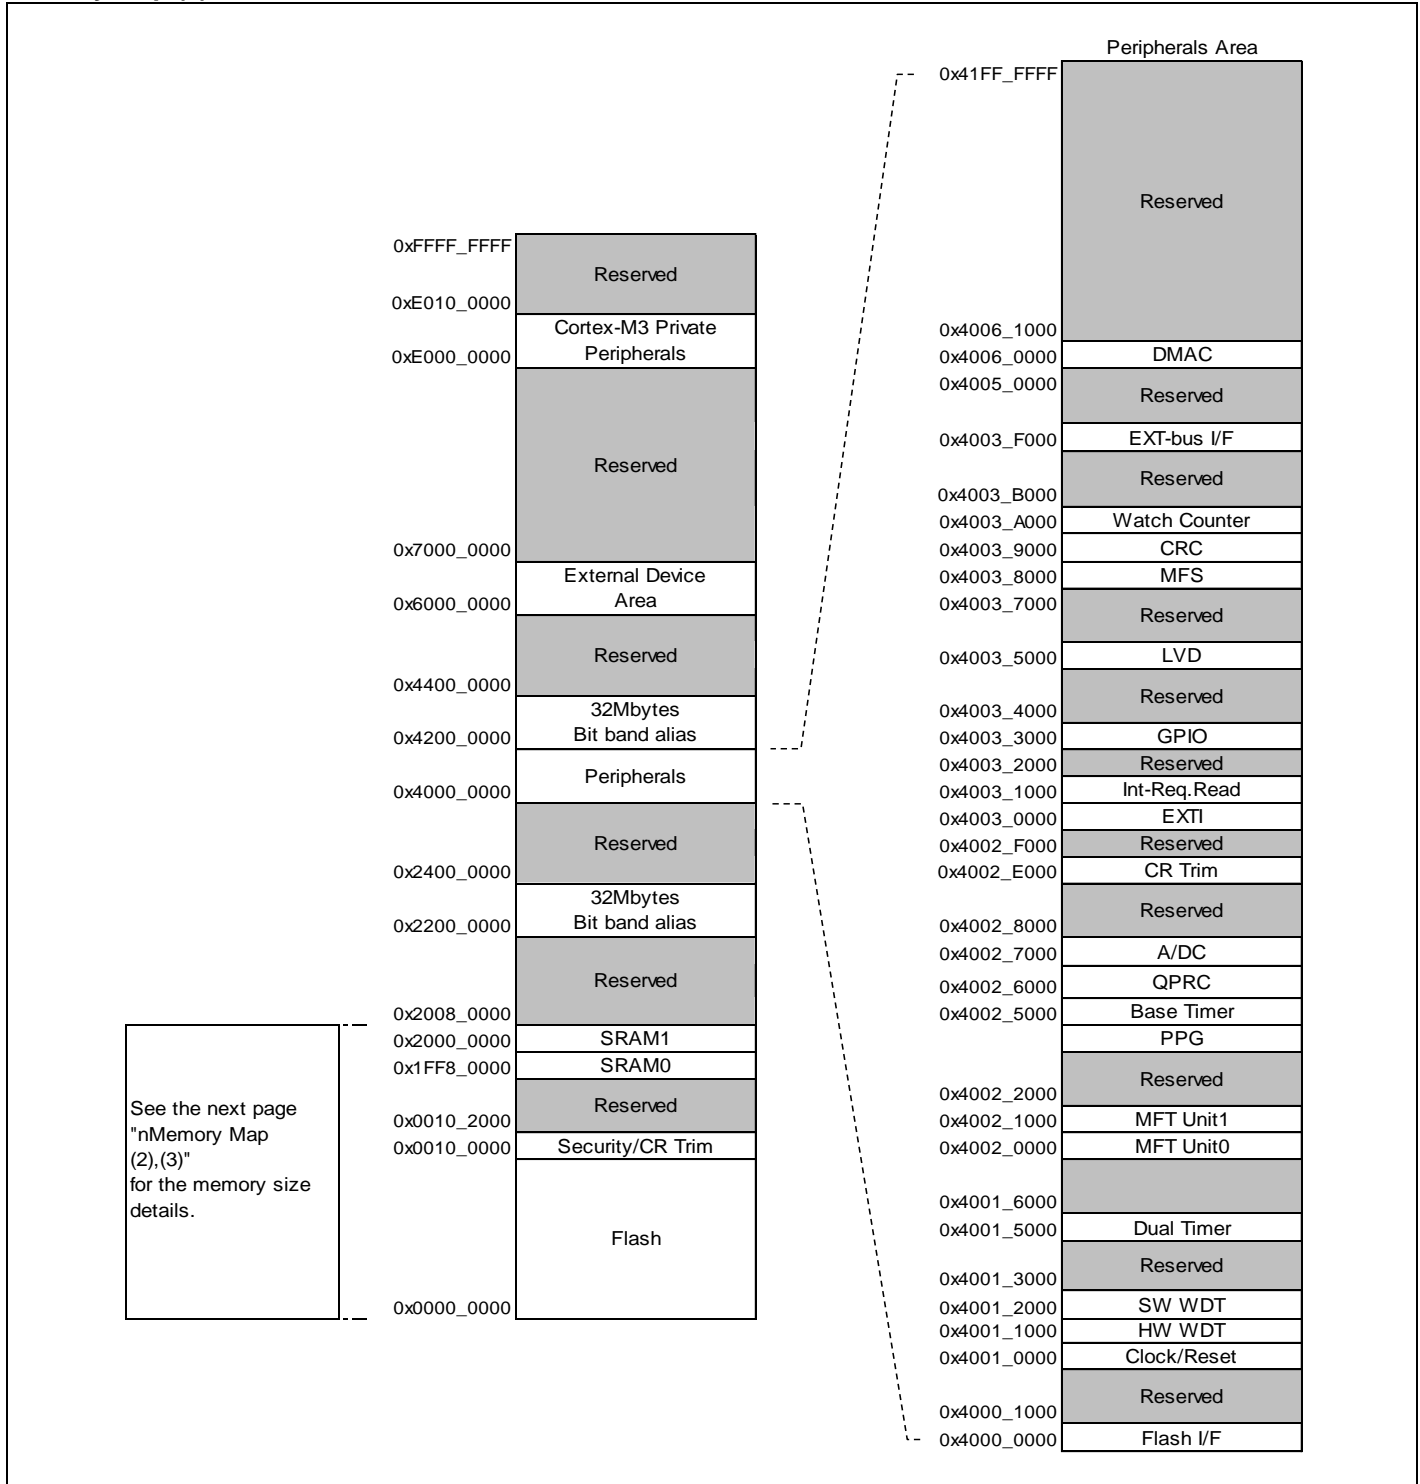 Peripherals Area
0x41FF_FFFF
Reserved
0x4006_1000
0x4006_0000 DMAC
0x4005_0000
Reserved
0x4003_F000 EXT-bus I/F
Reserved
0x4003_B000
0x4003_A000 Watch Counter
0x4003_9000 CRC
0x4003_8000 MFS
0x4003_7000
Reserved
0x4003_5000 LVD
Reserved
0x4003_4000
0x4003_3000 GPIO
0x4003_2000 Reserved
0x4003_1000 Int-Req.Read
0x4003_0000 EXTI
0x4002_F000 Reserved
0x4002_E000 CR Trim
Reserved
0x4002_8000
0x4002_7000 A/DC
0x4002_6000 QPRC
0x4002_5000 Base Timer
PPG
Reserved
0x4002_2000
0x4002_1000 MFT Unit1
0x4002_0000 MFT Unit0
0x4001_6000
0x4001_5000 Dual Timer
Reserved
0x4001_3000
0x4001_2000 SW WDT
0x4001_1000 HW WDT
0x4001_0000 Clock/Reset
Reserved
0x4000_1000
0x4000_0000 Flash I/F
0xFFFF_FFFF
Reserved
0xE010_0000
Cortex-M3 Private
0xE000_0000 Peripherals
Reserved
0x7000_0000
External Device
0x6000_0000 Area
Reserved
0x4400_0000
32Mbytes
0x4200_0000 Bit band alias
Peripherals
0x4000_0000
Reserved
0x2400_0000
32Mbytes
0x2200_0000 Bit band alias
Reserved
0x2008_0000
0x2000_0000 SRAM1
0x1FF8_0000 SRAM0
Reserved
0x0010_2000
0x0010_0000 Security/CR Trim
Flash
0x0000_0000
See the next page
"nMemory Map
(2),(3)"
for the memory size
details.